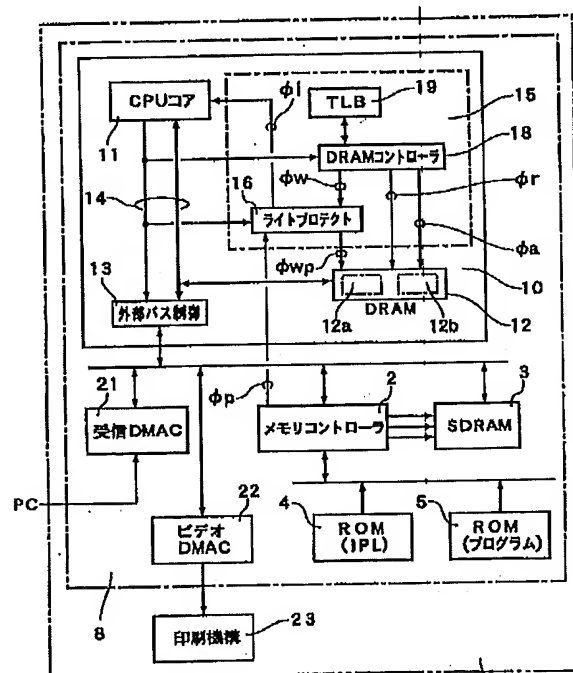 CPUコア
11
φi
TLB
19
15
DRAMコントローラ
18
φw
φr
14
16
ライトプロテクト
φa
φwp
10
13
外部バス制御
12a
12b
DRAM
12
φp
21
受信DMAC
2
メモリコントローラ
3
SDRAM
PC
22
ビデオ
DMAC
4
ROM
(IPL)
5
ROM
(プログラム)
8
印刷機構
23